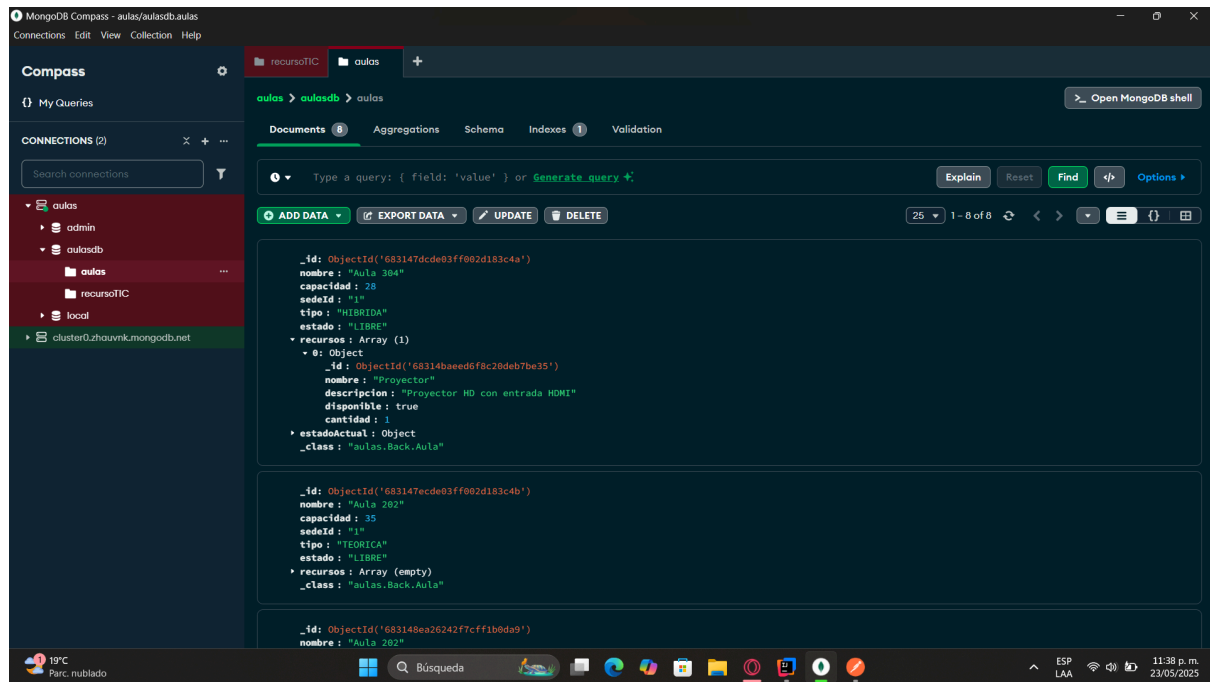 MongoDB Compass - aulas/aulasdb.aulas
Connections Edit View Collection Help
Compass
{} My Queries
CONNECTIONS (2)
Search connections
aulas
admin
aulasdb
aulas
recursoTIC
local
cluster0.zhauvnk.mongodb.net
recursoTIC aulas
aulas > aulasdb > aulas
>_ Open MongoDB shell
Documents 8 Aggregations Schema Indexes 1 Validation
Type a query: { field: 'value' } or Generate query
Explain Reset Find </> Options
ADD DATA EXPORT DATA UPDATE DELETE
25 1 – 8 of 8 {}
_id: ObjectId('683147dcde03ff002d183c4a')
nombre : "Aula 304"
capacidad : 28
sedeId : "1"
tipo : "HIBRIDA"
estado : "LIBRE"
recursos : Array (1)
0: Object
_id : ObjectId('68314baeed6f8c20deb7be35')
nombre : "Proyector"
descripcion : "Proyector HD con entrada HDMI"
disponible : true
cantidad : 1
estadoActual : Object
_class : "aulas.Back.Aula"
_id: ObjectId('683147ecde03ff002d183c4b')
nombre : "Aula 202"
capacidad : 35
sedeId : "1"
tipo : "TEORICA"
estado : "LIBRE"
recursos : Array (empty)
_class : "aulas.Back.Aula"
_id: ObjectId('683148ea26242f7cff1b0da9')
nombre : "Aula 202"
1
19°C
Parc. nublado
Búsqueda
ESP
LAA
11:38 p. m.
23/05/2025